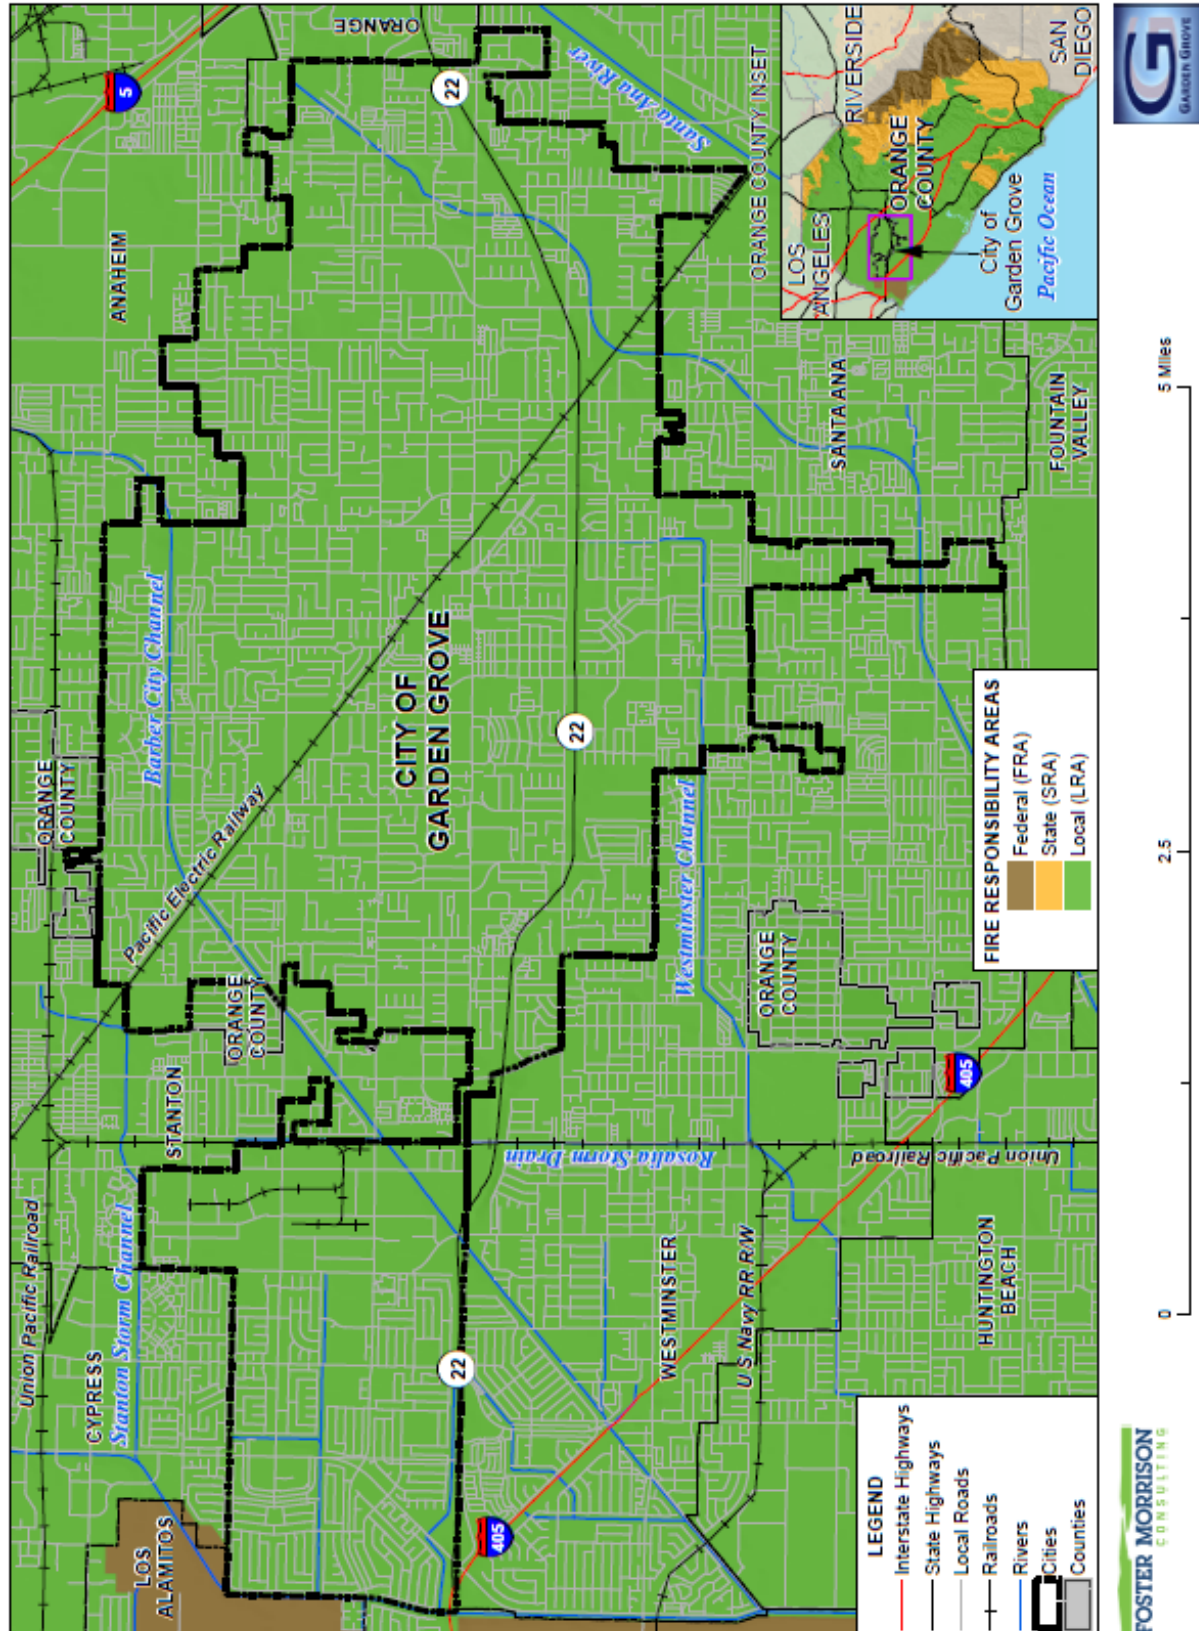 ORANGE
5
22
Santa Ana River
ANAHEIM
ORANGE COUNTY INSET
RIVERSIDE
SAN
DIEGO
ORANGE
COUNTY
LOS
ANGELES
City of
Garden Grove
Pacific Ocean
G
GARDEN GROVE
SANTA ANA
FOUNTAIN
VALLEY
Barber City Channel
ORANGE
COUNTY
Pacific Electric Railway
CITY OF
GARDEN GROVE
22
Westminster Channel
ORANGE
COUNTY
ORANGE
COUNTY
FIRE RESPONSIBILITY AREAS
Federal (FRA)
State (SRA)
Local (LRA)
405
STANTON
Rosalia Storm Drain
Union Pacific Railroad
Union Pacific Railroad
CYPRESS
Stanton Storm Channel
LOS
ALAMITOS
22
405
WESTMINSTER
U S Navy RR R/W
HUNTINGTON
BEACH
LEGEND
Interstate Highways
State Highways
Local Roads
Railroads
Rivers
Cities
Counties
0
2.5
5 Miles
FOSTER MORRISON
CONSULTING